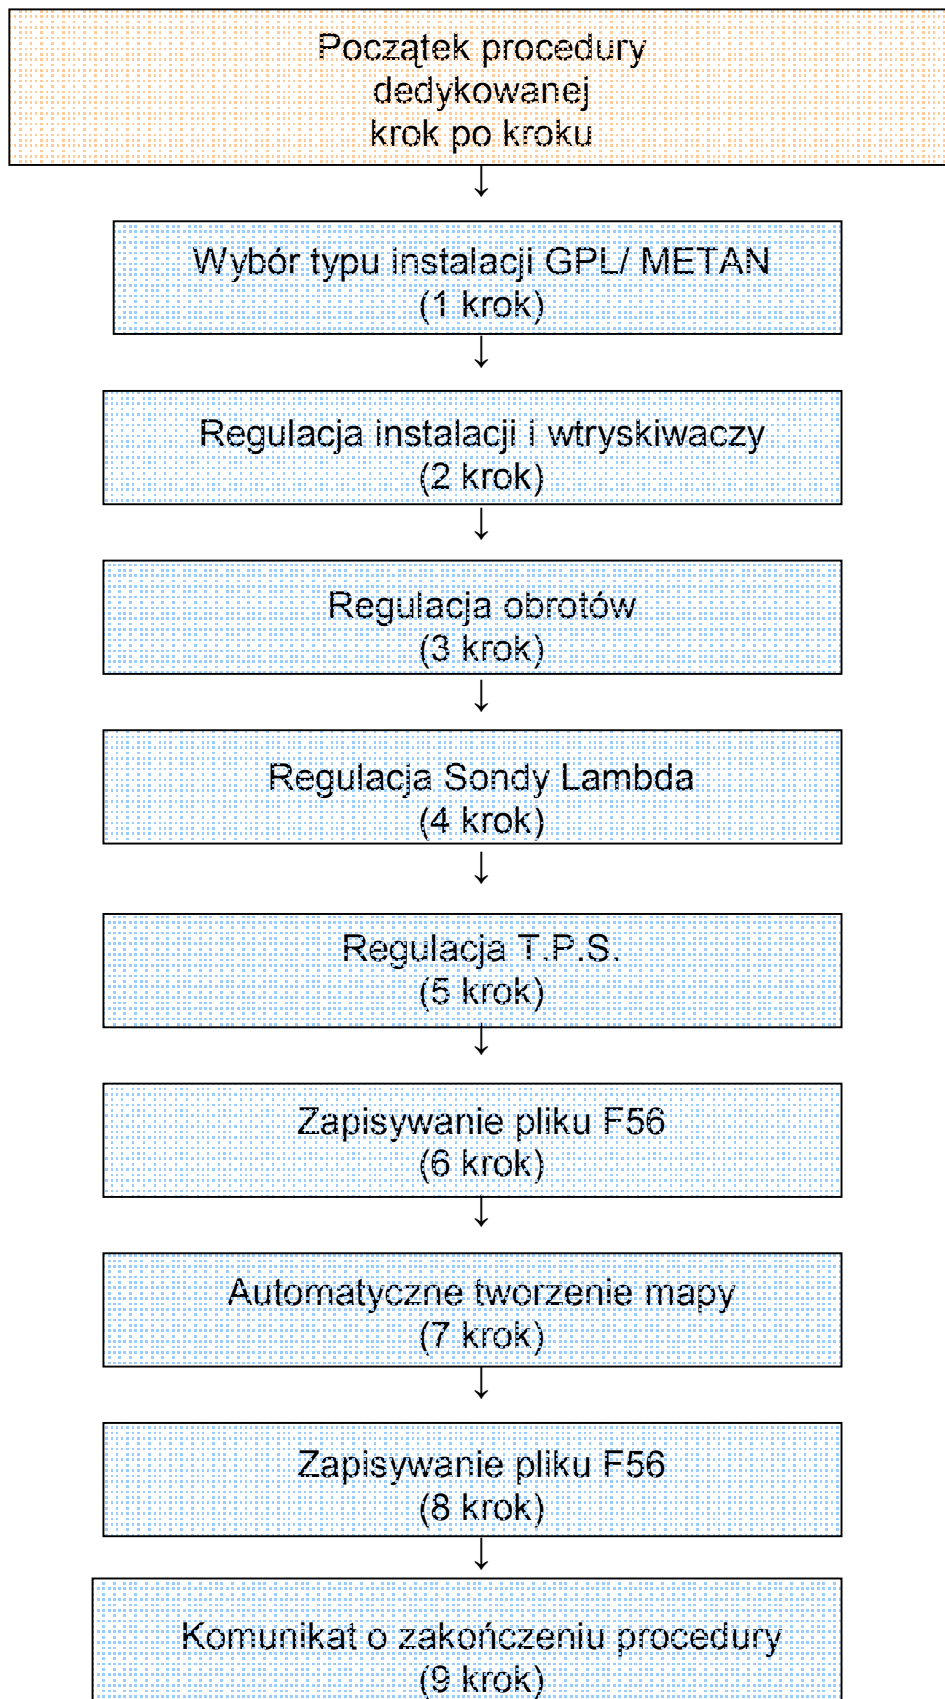 Początek procedury
dedykowanej
krok po kroku
↓
Wybór typu instalacji GPL/ METAN
(1 krok)
↓
Regulacja instalacji i wtryskiwaczy
(2 krok)
↓
Regulacja obrotów
(3 krok)
↓
Regulacja Sondy Lambda
(4 krok)
↓
Regulacja T.P.S.
(5 krok)
↓
Zapisywanie pliku F56
(6 krok)
↓
Automatyczne tworzenie mapy
(7 krok)
↓
Zapisywanie pliku F56
(8 krok)
↓
Komunikat o zakończeniu procedury
(9 krok)